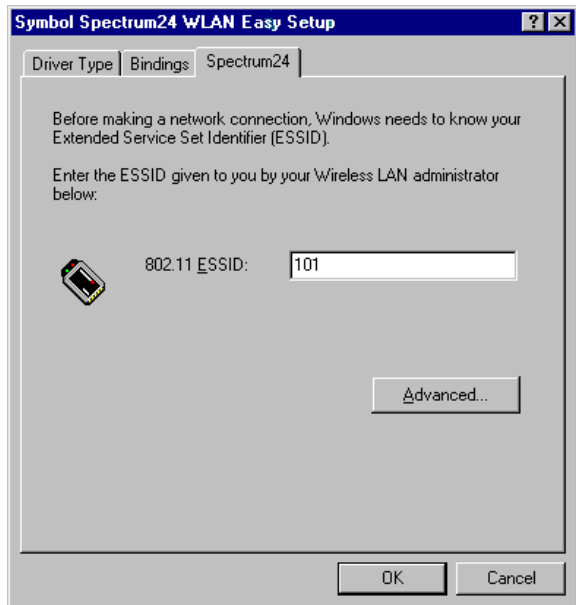 Symbol Spectrum24 WLAN Easy Setup
Driver Type Bindings Spectrum24
Before making a network connection, Windows needs to know your
Extended Service Set Identifier (ESSID).
Enter the ESSID given to you by your Wireless LAN administrator
below:
802.11 ESSID: 101
Advanced...
OK Cancel